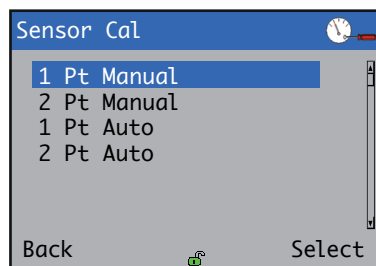 Sensor Cal
1 Pt Manual
2 Pt Manual
1 Pt Auto
2 Pt Auto
Back Select